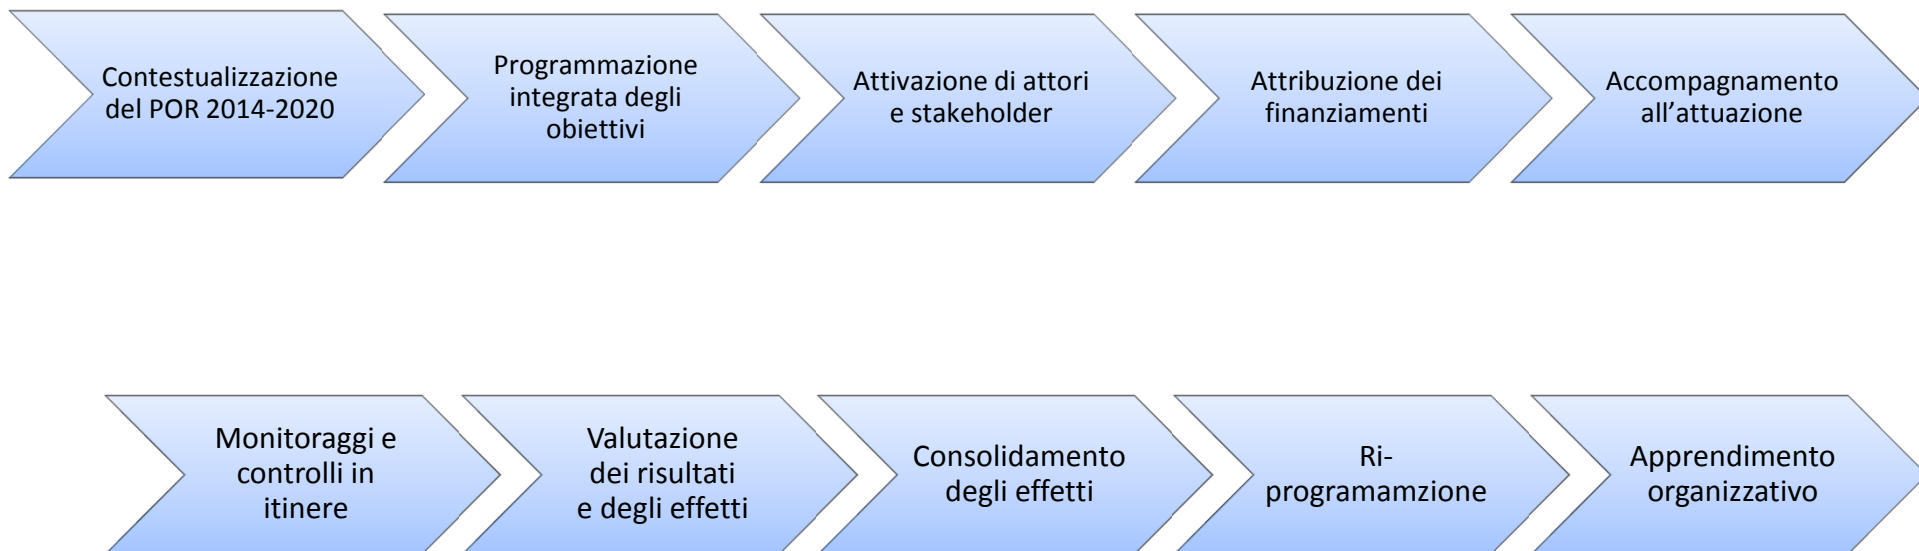 Contestualizzazione
del POR 2014-2020
Programmazione
integrata degli
obiettivi
Attivazione di attori
e stakeholder
Attribuzione dei
finanziamenti
Accompagnamento
all’attuazione
Monitoraggi e
controlli in
itinere
Valutazione
dei risultati
e degli effetti
Consolidamento
degli effetti
Ri-
programamzione
Apprendimento
organizzativo